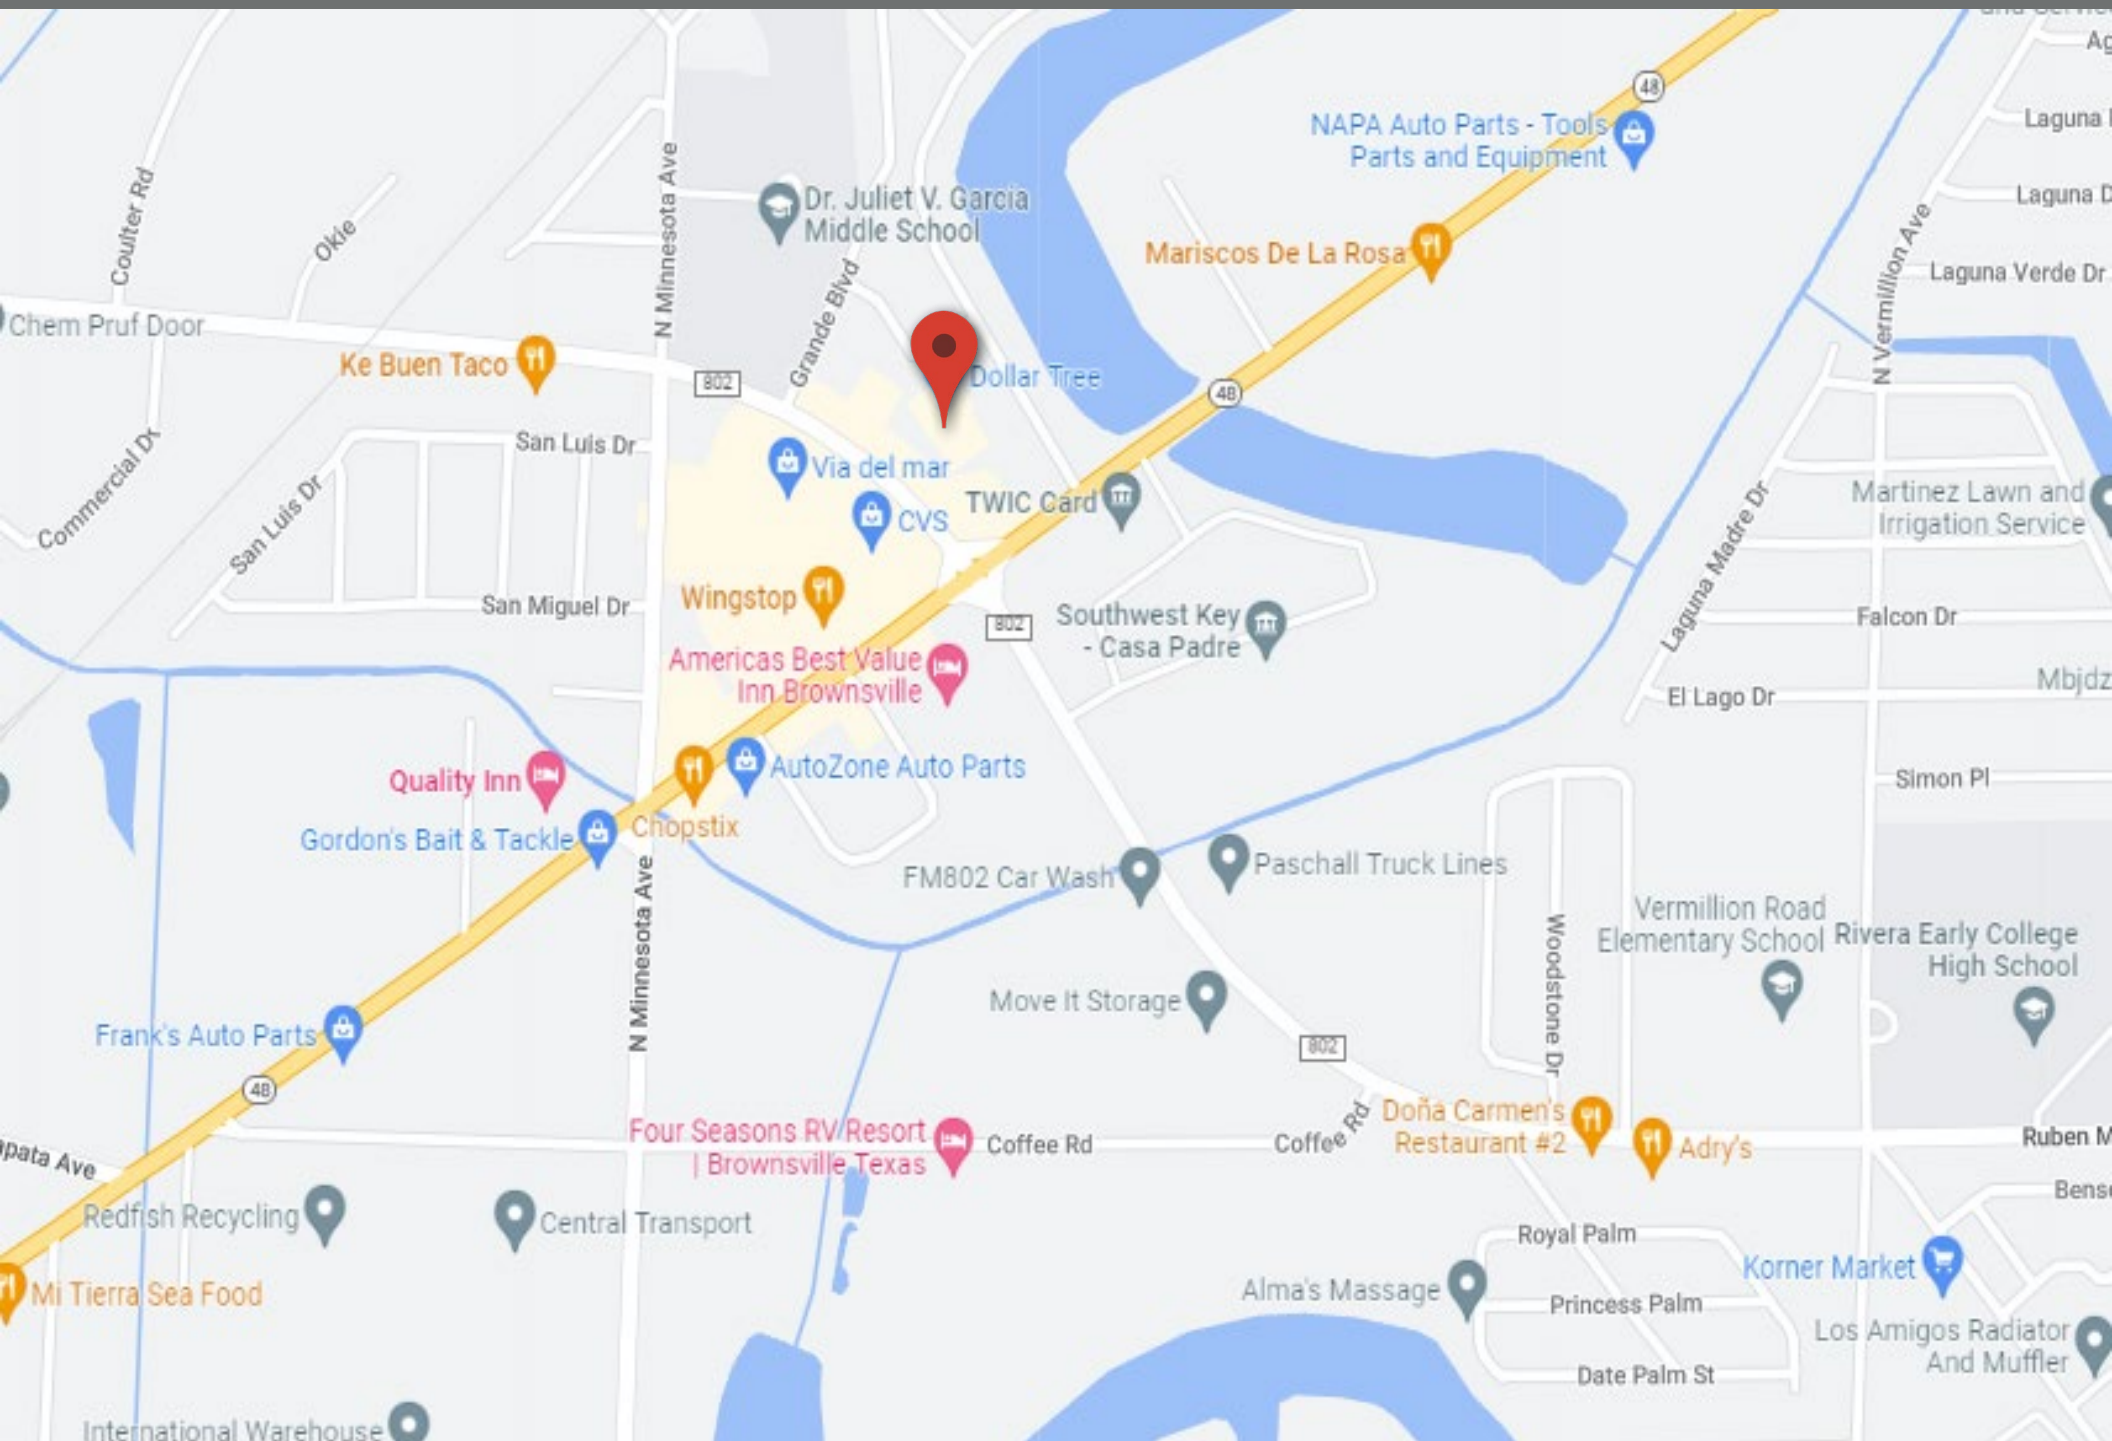 48
NAPA Auto Parts - Tools
Parts and Equipment
Ag
Laguna
Laguna D
Laguna Verde Dr
N Vermillion Ave
Coulter Rd
Okie
N Minnesota Ave
Dr. Juliet V. Garcia
Middle School
Grande Blvd
Mariscos De La Rosa
Chem Pruf Door
Ke Buen Taco
802
Dollar Tree
48
Commercial Dr
San Luis Dr
San Luis Dr
Via del mar
CVS
TWIC Card
Martinez Lawn and
Irrigation Service
Laguna Madre Dr
San Miguel Dr
Wingstop
802
Southwest Key
- Casa Padre
Falcon Dr
Americas Best Value
Inn Brownsville
El Lago Dr
Mbjdz
Quality Inn
AutoZone Auto Parts
Simon Pl
Gordon's Bait & Tackle
Chopstix
FM802 Car Wash
Paschall Truck Lines
N Minnesota Ave
Woodstone Dr
Vermillion Road
Elementary School
Rivera Early College
High School
Frank's Auto Parts
Move It Storage
802
48
Four Seasons RV Resort
| Brownsville Texas
Coffee Rd
Coffee Rd
Doña Carmen's
Restaurant #2
Adry's
Ruben M
pata Ave
Redfish Recycling
Central Transport
Bens
Royal Palm
Korner Market
Mi Tierra Sea Food
Alma's Massage
Princess Palm
Los Amigos Radiator
And Muffler
Date Palm St
International Warehouse